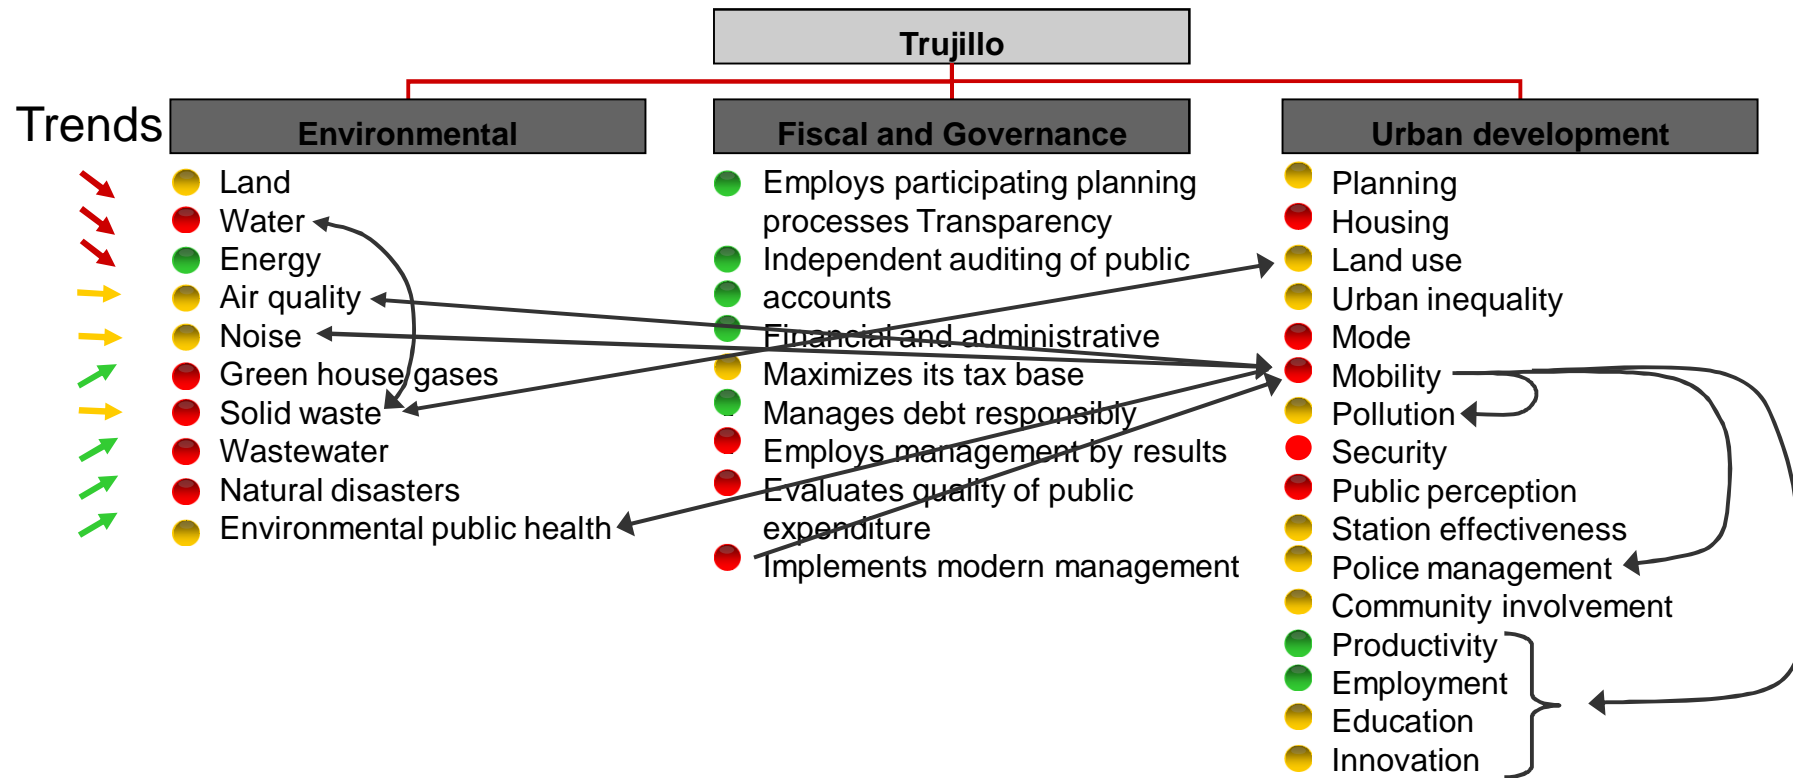 Trujillo
Trends
Environmental
Land
Water
Energy
Air quality
Noise
Green house gases
Solid waste
Wastewater
Natural disasters
Environmental public health
Fiscal and Governance
Employs participating planning
processes Transparency
Independent auditing of public
accounts
Financial and administrative
Maximizes its tax base
Manages debt responsibly
Employs management by results
Evaluates quality of public
expenditure
Implements modern management
Urban development
Planning
Housing
Land use
Urban inequality
Mode
Mobility
Pollution
Security
Public perception
Station effectiveness
Police management
Community involvement
Productivity
Employment
Education
Innovation